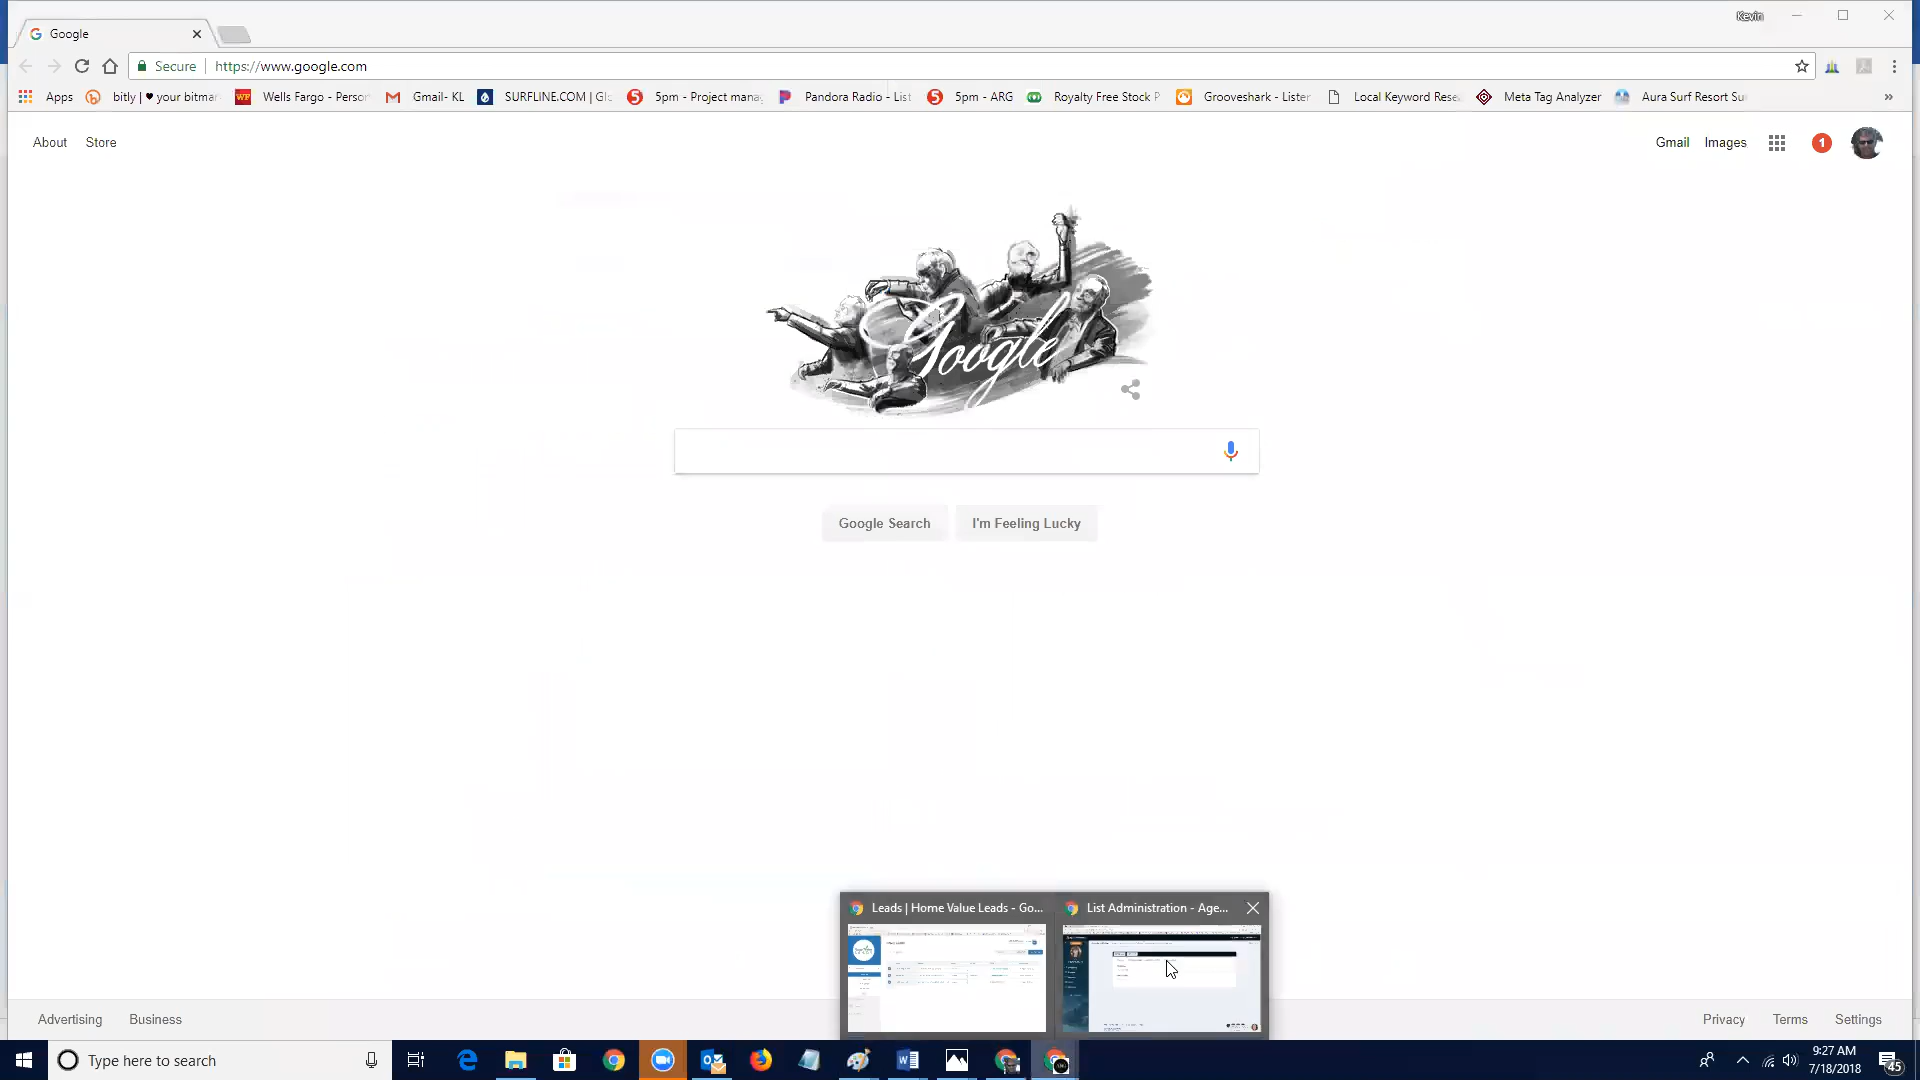 Google
Kevin
Secure
https://www.google.com
Apps
bitly | ♥ your bitmar
Wells Fargo - Person
Gmail- KL
SURFLINE.COM | Gl
5pm - Project mana
Pandora Radio - List
5pm - ARG
Royalty Free Stock P
Grooveshark - Lister
Local Keyword Rese
Meta Tag Analyzer
Aura Surf Resort Su
»
About
Store
Gmail
Images
1
Google
Google Search
I'm Feeling Lucky
Leads | Home Value Leads - Go...
List Administration - Age...
Advertising
Business
Privacy
Terms
Settings
Type here to search
9:27 AM
7/18/2018
45